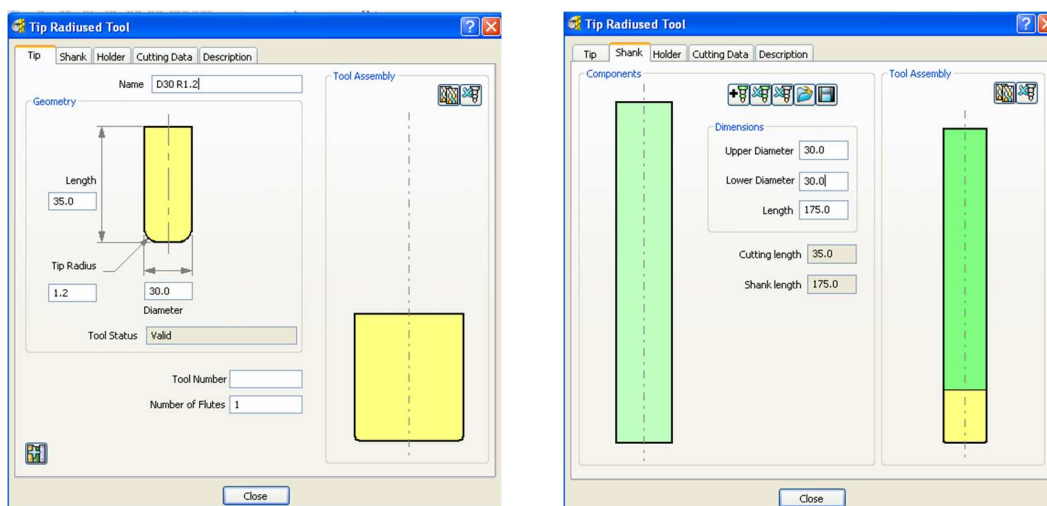 Tip Radiused Tool
Tip Shank Holder Cutting Data Description
Name D30 R1.2
Geometry
Length
35.0
Tip Radius
1.2
30.0
Diameter
Tool Status Valid
Tool Number
Number of Flutes 1
Tool Assembly
Close
Tip Radiused Tool
Tip Shank Holder Cutting Data Description
Components
Dimensions
Upper Diameter 30.0
Lower Diameter 30.0
Length 175.0
Cutting length 35.0
Shank length 175.0
Tool Assembly
Close